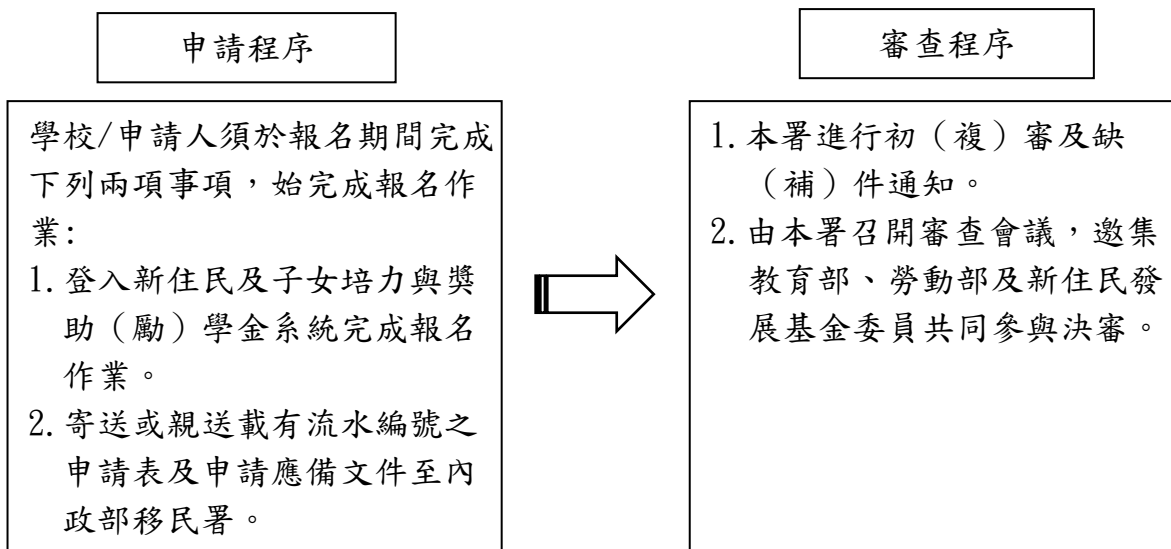 申請程序
學校/申請人須於報名期間完成
下列兩項事項，始完成報名作
業:
1.登入新住民及子女培力與獎
助（勵）學金系統完成報名
作業。
2.寄送或親送載有流水編號之
申請表及申請應備文件至內
政部移民署。
審查程序
1.本署進行初（複）審及缺
（補）件通知。
2.由本署召開審查會議，邀集
教育部、勞動部及新住民發
展基金委員共同參與決審。